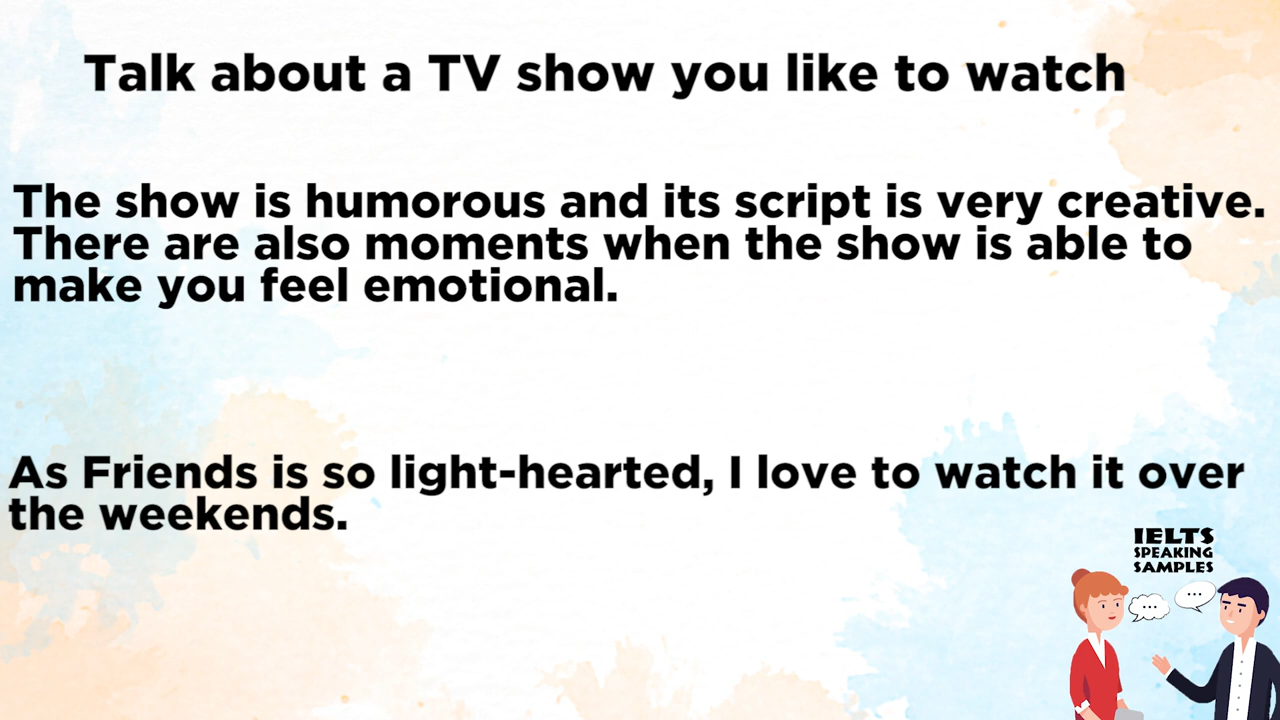 Talk about a TV show you like to watch
The show is humorous and its script is very creative.
There are also moments when the show is able to
make you feel emotional.
As Friends is so light-hearted, I love to watch it over
the weekends.
IELTS
SPEAKING
SAMPLES